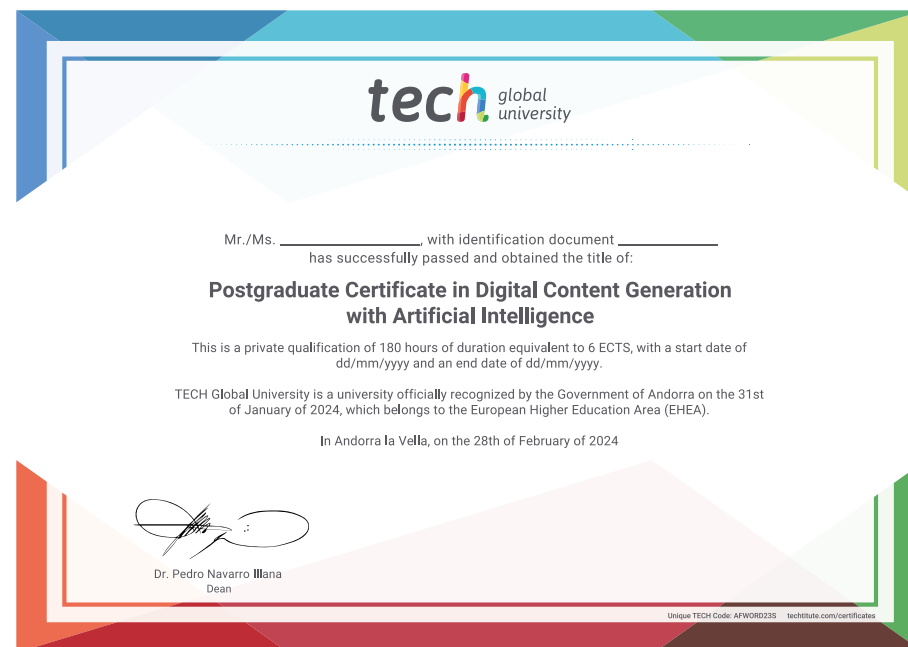 tech global
university
Mr./Ms. ____________________, with identification document ______________
has successfully passed and obtained the title of:
Postgraduate Certificate in Digital Content Generation
with Artificial Intelligence
This is a private qualification of 180 hours of duration equivalent to 6 ECTS, with a start date of
dd/mm/yyyy and an end date of dd/mm/yyyy.
TECH Global University is a university officially recognized by the Government of Andorra on the 31st
of January of 2024, which belongs to the European Higher Education Area (EHEA).
In Andorra la Vella, on the 28th of February of 2024
Dr. Pedro Navarro Illana
Dean
Unique TECH Code: AFWORD23S techtitute.com/certificates